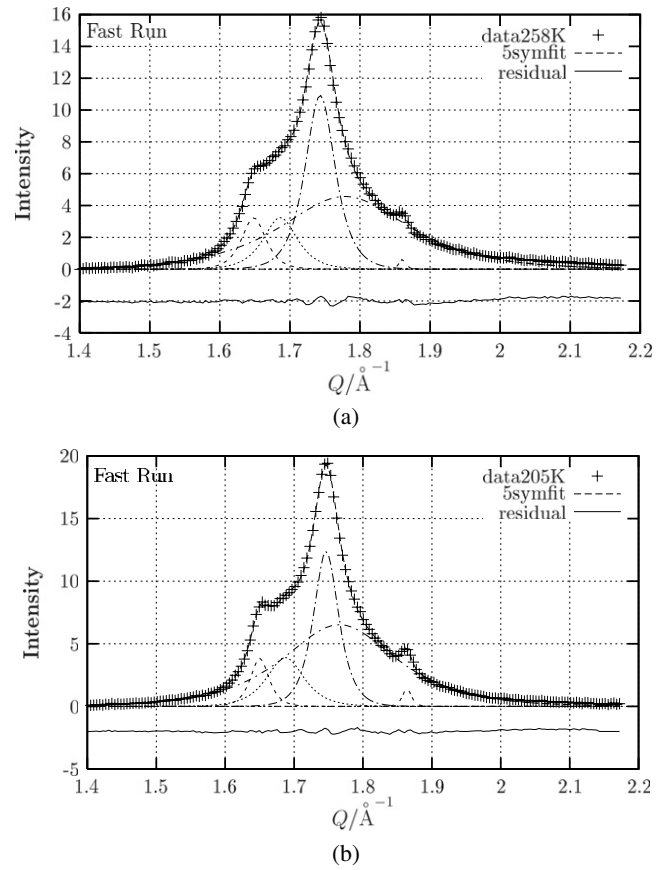 16
14
12
10
8
6
4
2
0
-2
-4
Intensity
Fast Run
data258K
5symfit
residual
1.4 1.5 1.6 1.7 1.8 1.9 2 2.1 2.2
Q/Å⁻¹
(a)
20
15
10
5
0
-5
Intensity
Fast Run
data205K
5symfit
residual
1.4 1.5 1.6 1.7 1.8 1.9 2 2.1 2.2
Q/Å⁻¹
(b)